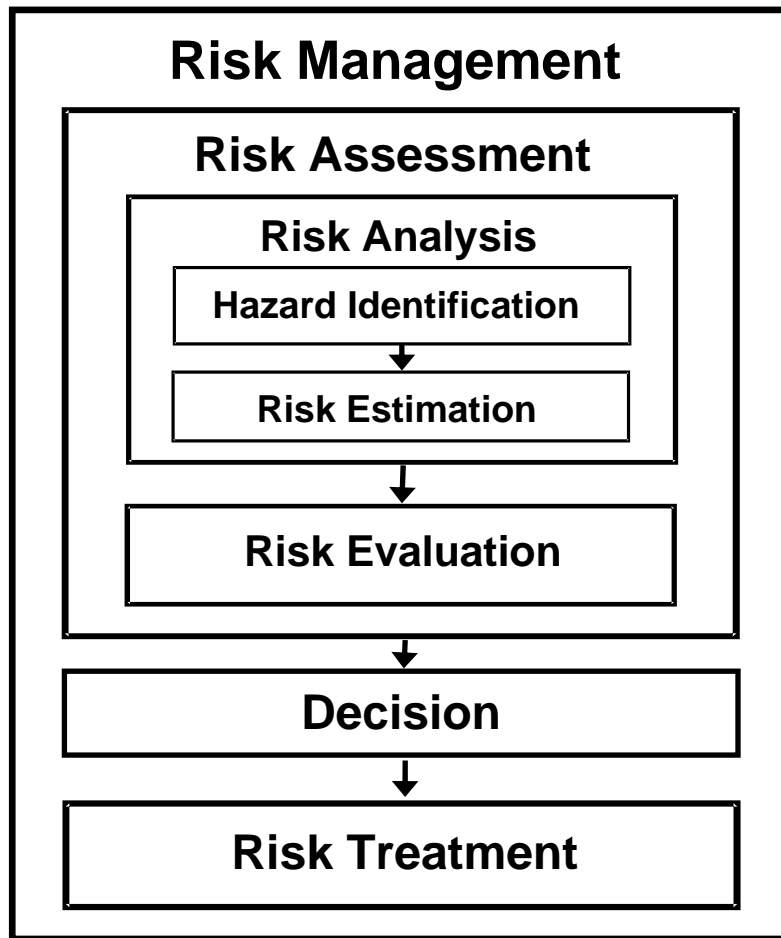 Risk Management
Risk Assessment
Risk Analysis
Hazard Identification
Risk Estimation
Risk Evaluation
Decision
Risk Treatment